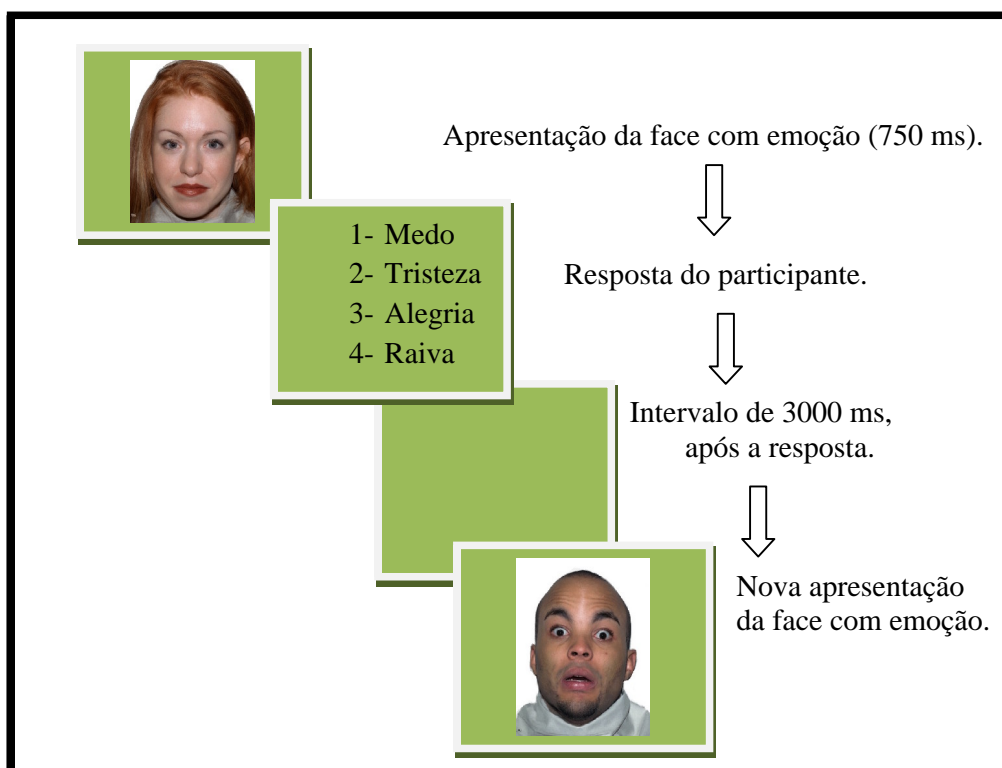 Apresentação da face com emoção (750 ms).
1- Medo
2- Tristeza
3- Alegria
4- Raiva
Resposta do participante.
Intervalo de 3000 ms,
após a resposta.
Nova apresentação
da face com emoção.